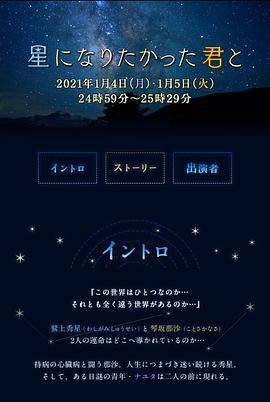 星になりたかった君と
2021年1月4日(月)・1月5日(火)
24時59分～25時29分
イントロ
ストーリー
出演者
イントロ
『この世界はひとつなのか…
それとも全く違う世界があるのか…』
鷲上秀星(わしがみしゅうせい)と琴坂那沙(ことさかなさ)
2人の運命はどこへ導かれているのか…
持病の心臓病と闘う那沙。人生につまづき迷い続ける秀星。
そして、ある日謎の青年・ナユタは二人の前に現れる。